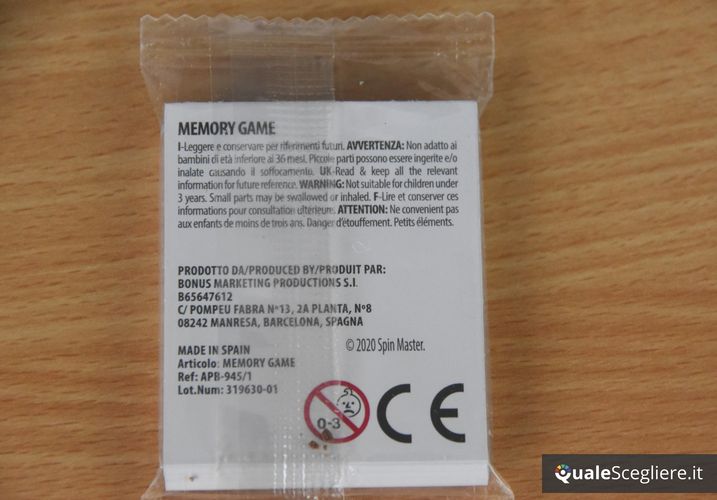 MEMORY GAME
I-Leggere e conservare per riferimenti futuri. AVVERTENZA: Non adatto ai
bambini di età inferiore ai 36 mesi. Piccole parti possono essere ingerite e/o
inalate causando il soffocamento. UK-Read & keep all the relevant
information for future reference. WARNING: Not suitable for children under
3 years. Small parts may be swallowed or inhaled. F-Lire et conserver ces
informations pour consultation ultérieure. ATTENTION: Ne convenient pas
aux enfants de moins de trois ans. Danger d'étouffement. Petits éléments.
PRODOTTO DA/PRODUCED BY/PRODUIT PAR:
BONUS MARKETING PRODUCTIONS S.l.
B65647612
C/ POMPEU FABRA Nº13, 2A PLANTA, Nº8
08242 MANRESA, BARCELONA, SPAGNA
© 2020 Spin Master.
MADE IN SPAIN
Articolo: MEMORY GAME
Ref: APB-945/1
Lot.Num: 319630-01
0-3
CE
QualeScegliere.it